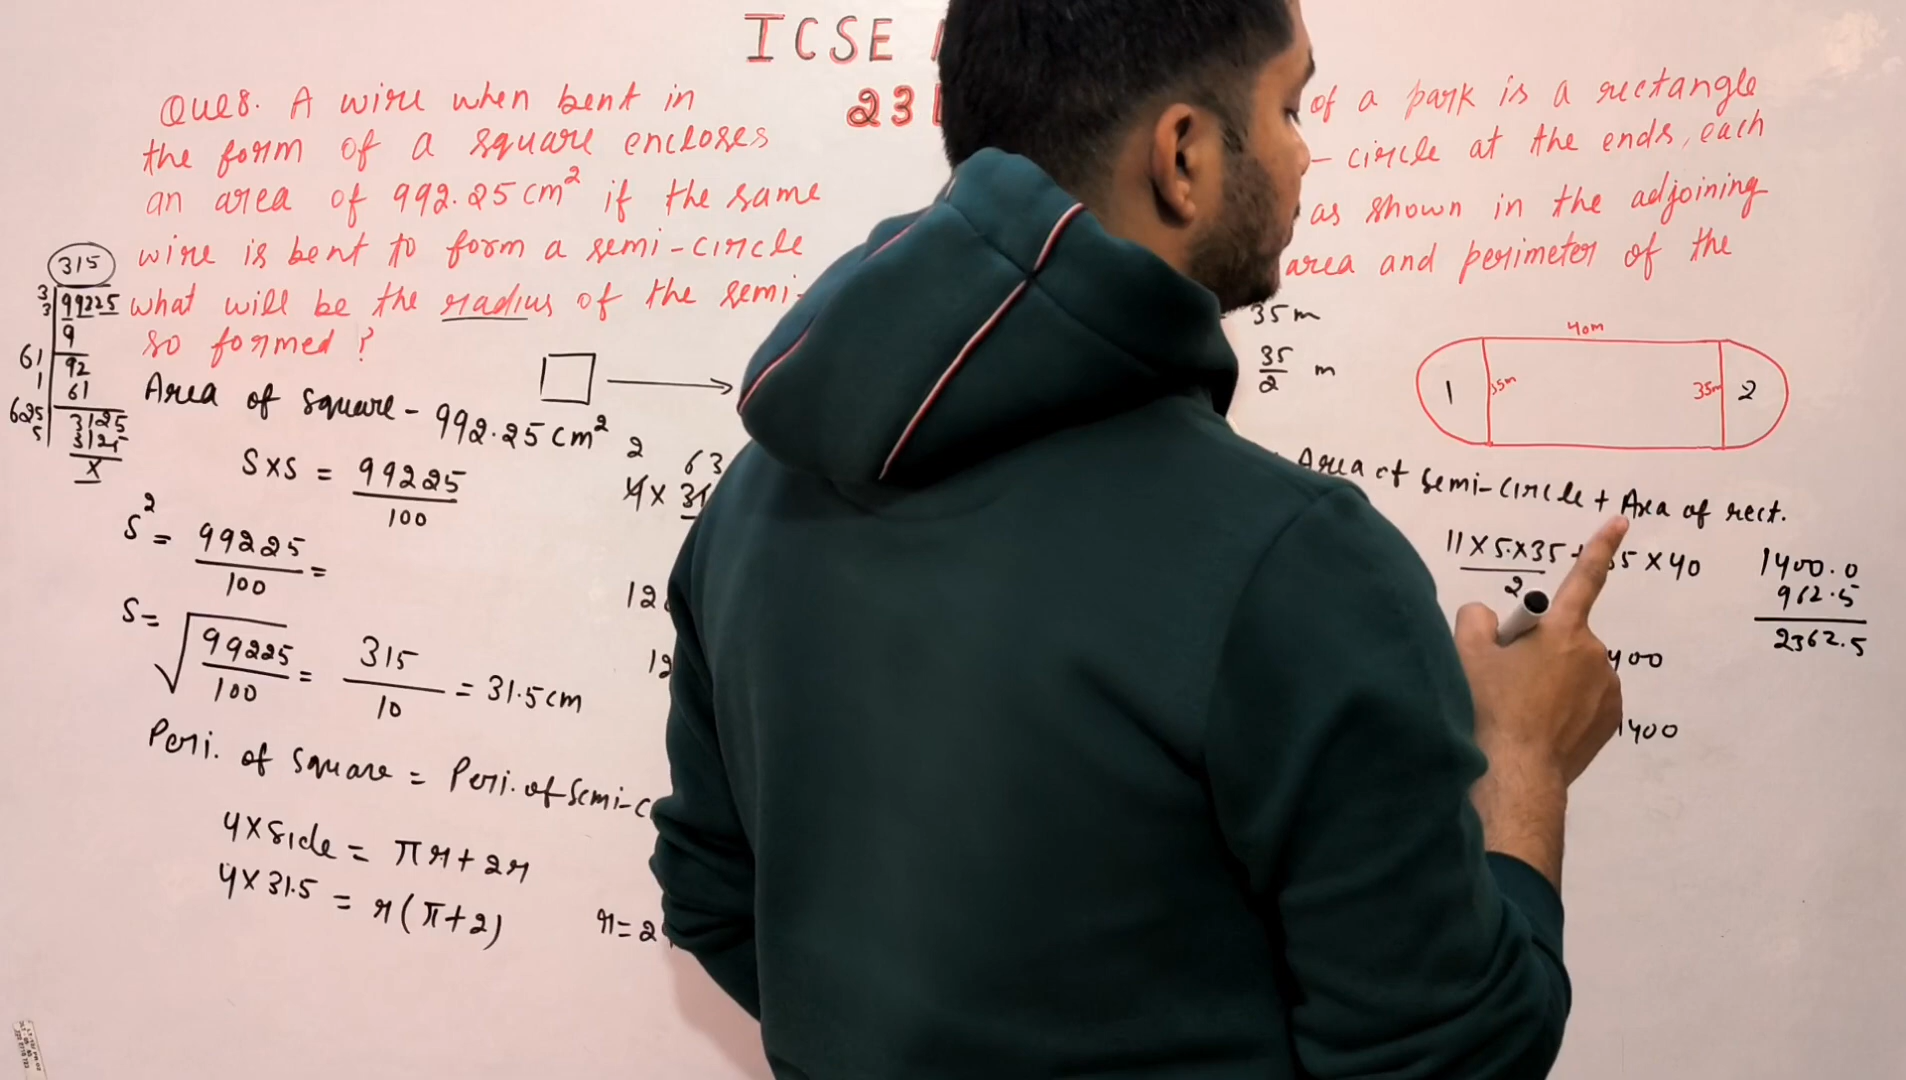 ICSE
23
Que8. A wire when bent in
the form of a square encloses
an area of 992.25 cm² if the same
wire is bent to form a semi-circle
what will be the radius of the semi-
so formed ?
315
3 99225
3 9
61 92
1 61
625 3125
5 3125
x
Area of square - 992.25 cm²
S×S = 99225/100
S² = 99225/100 =
S= √99225/100 = 315/10 = 31.5cm
Peri. of square = Peri. of semi-c
4×side = πr + 2r
4×31.5 = r(π+2)
2 63
4×
12
r=2
of a park is a rectangle
- circle at the ends, each
as shown in the adjoining
area and perimeter of the
35 m
35/2 m
40m
1 35m 35m 2
Area of semi-circle + Area of rect.
11×5×35/2 + 35×40
400
1400
1400.0
962.5
2362.5